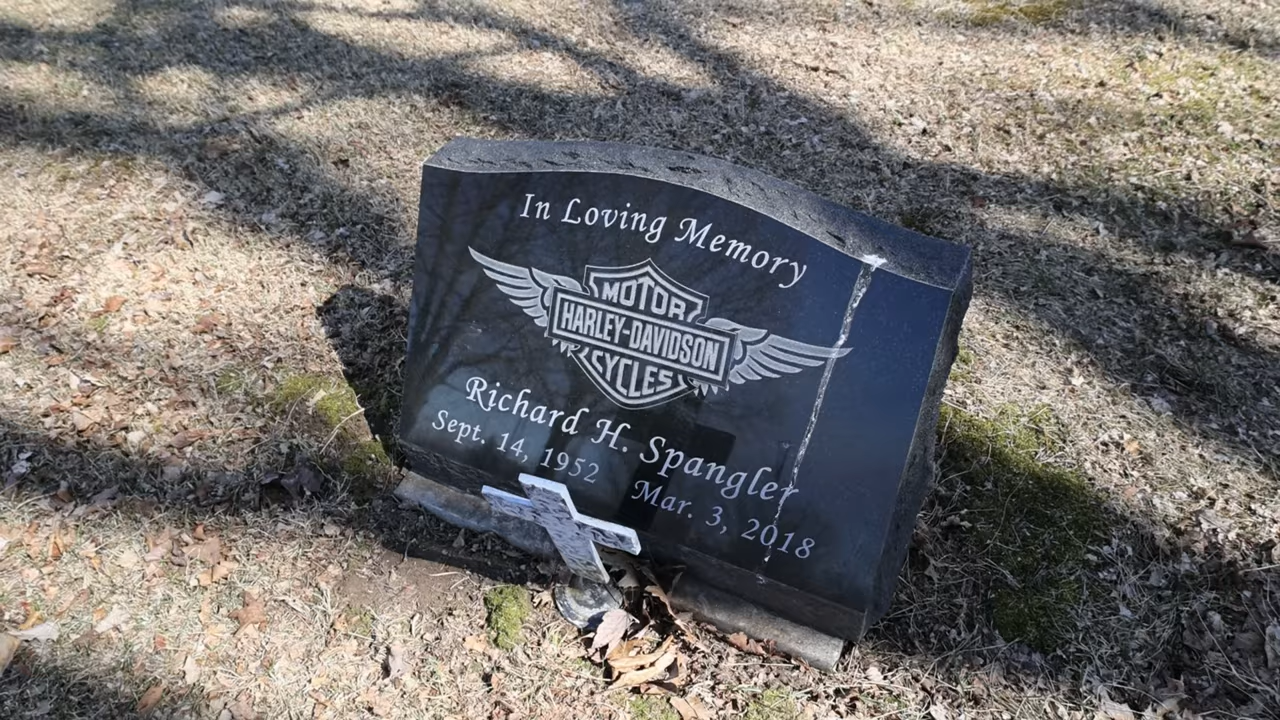 In Loving Memory
MOTOR
HARLEY-DAVIDSON
CYCLES
Richard H. Spangler
Sept. 14, 1952 Mar. 3, 2018